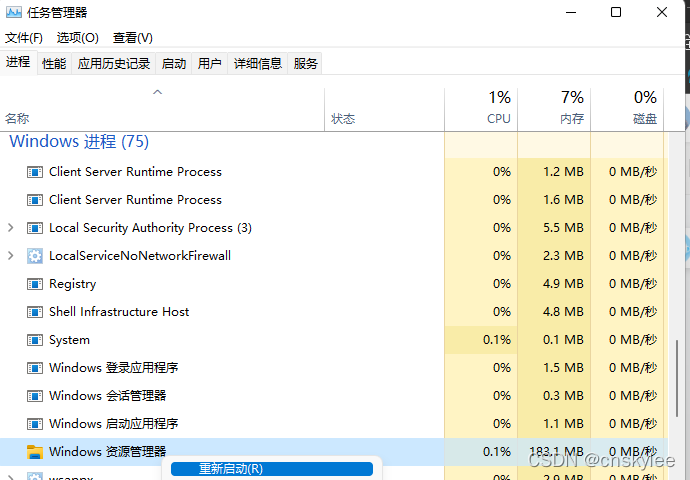 任务管理器
文件(F) 选项(O) 查看(V)
进程 性能 应用历史记录 启动 用户 详细信息 服务
1% 7% 0%
名称 状态 CPU 内存 磁盘
Windows 进程 (75)
Client Server Runtime Process 0% 1.2 MB 0 MB/秒
Client Server Runtime Process 0% 1.6 MB 0 MB/秒
Local Security Authority Process (3) 0% 5.5 MB 0 MB/秒
LocalServiceNoNetworkFirewall 0% 2.3 MB 0 MB/秒
Registry 0% 4.9 MB 0 MB/秒
Shell Infrastructure Host 0% 4.8 MB 0 MB/秒
System 0.1% 0.1 MB 0 MB/秒
Windows 登录应用程序 0% 1.5 MB 0 MB/秒
Windows 会话管理器 0% 0.3 MB 0 MB/秒
Windows 启动应用程序 0% 1.1 MB 0 MB/秒
Windows 资源管理器 0.1% 183.1 MB 0 MB/秒
重新启动(R)
CSDN @cnskylee
wsappx 0% 2.9 MB 0 MB/秒